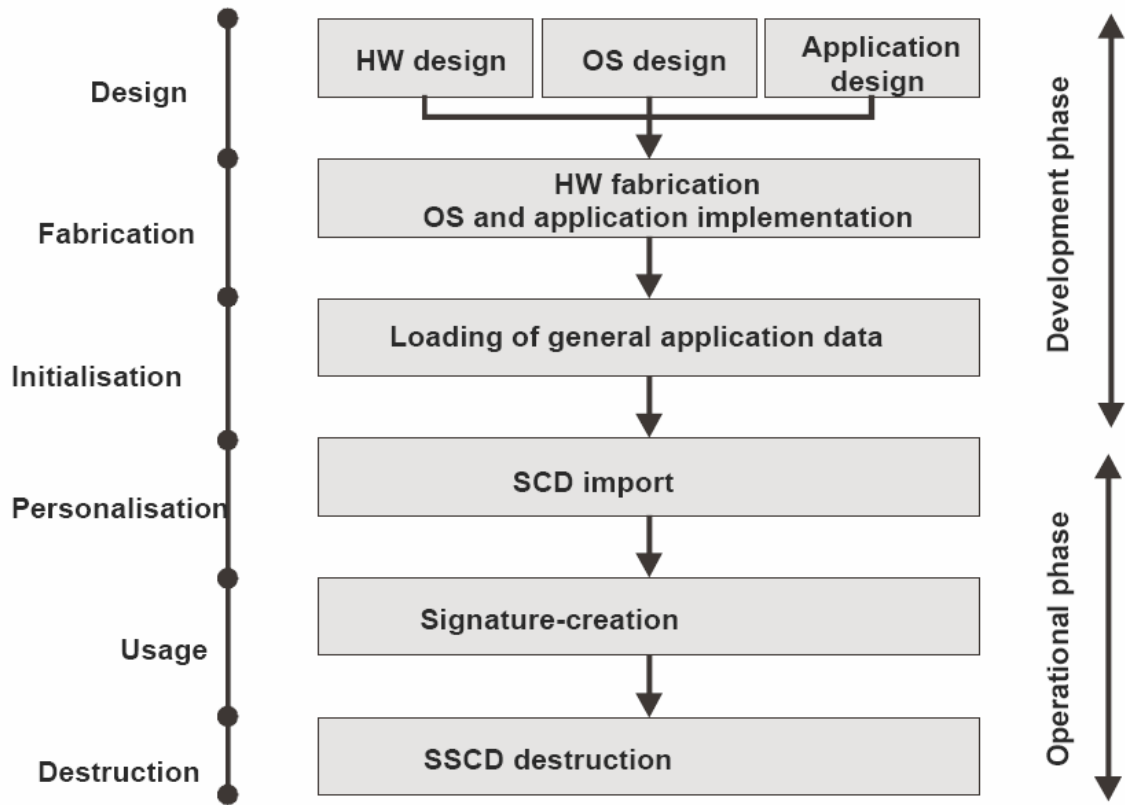 Design
HW design
OS design
Application
design
Fabrication
HW fabrication
OS and application implementation
Initialisation
Loading of general application data
Development phase
Personalisation
SCD import
Usage
Signature-creation
Destruction
SSCD destruction
Operational phase